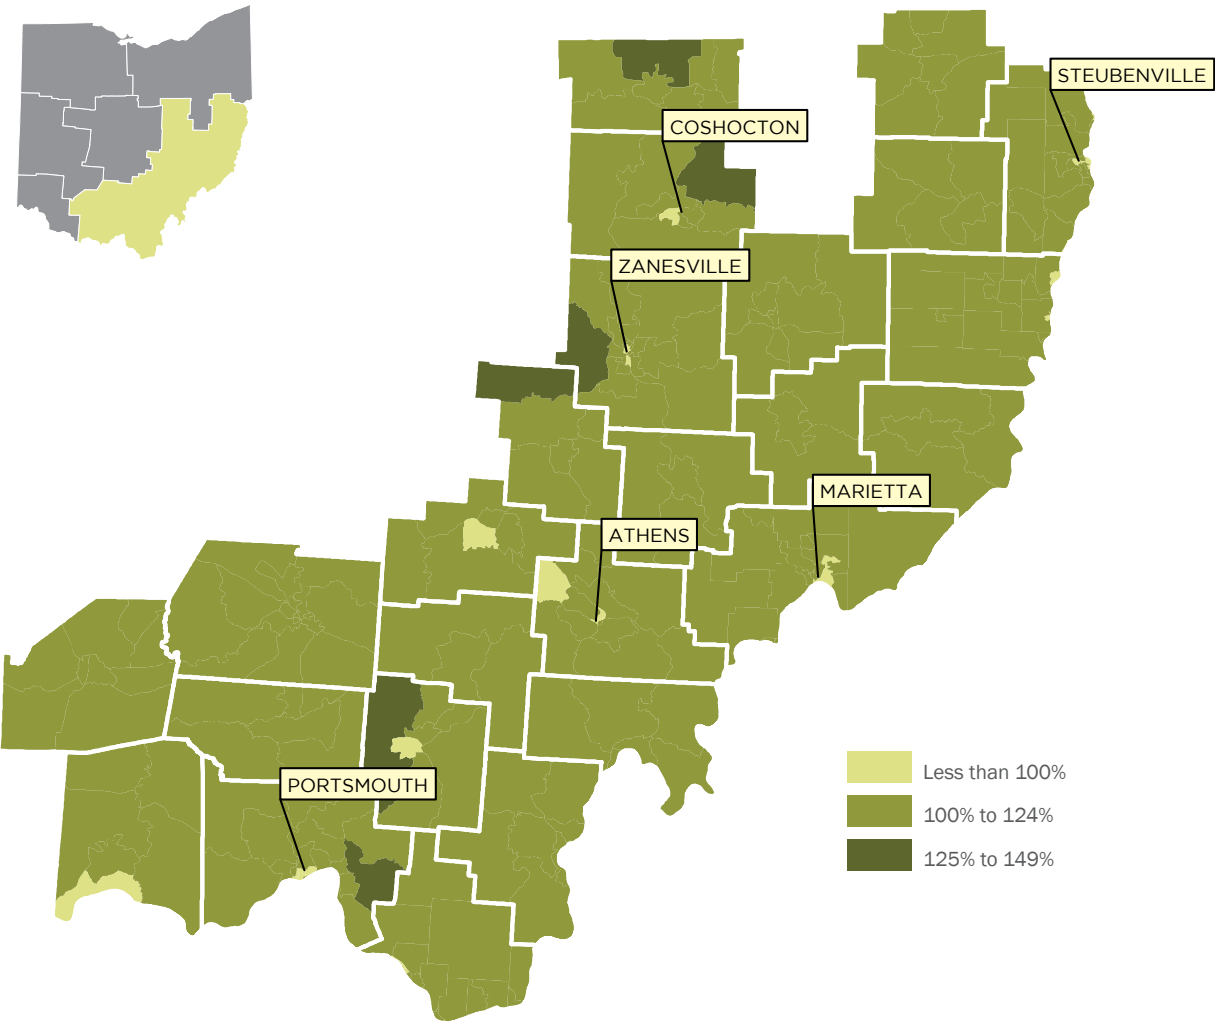 STEUBENVILLE
COSHOCTON
ZANESVILLE
MARIETTA
ATHENS
PORTSMOUTH
Less than 100%
100% to 124%
125% to 149%